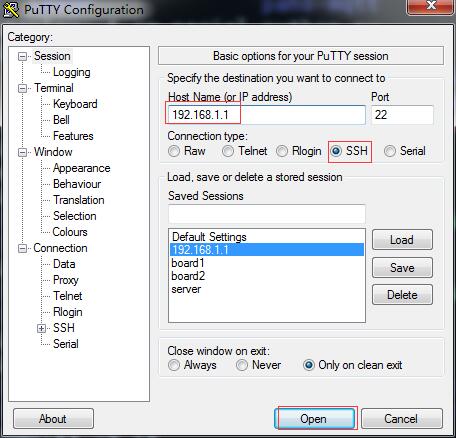 PuTTY Configuration
Category:
Session
Logging
Terminal
Keyboard
Bell
Features
Window
Appearance
Behaviour
Translation
Selection
Colours
Connection
Data
Proxy
Telnet
Rlogin
SSH
Serial
Basic options for your PuTTY session
Specify the destination you want to connect to
Host Name (or IP address) Port
192.168.1.1 22
Connection type:
Raw Telnet Rlogin SSH Serial
Load, save or delete a stored session
Saved Sessions
Default Settings
192.168.1.1
board1
board2
server
Load
Save
Delete
Close window on exit:
Always Never Only on clean exit
About Open Cancel